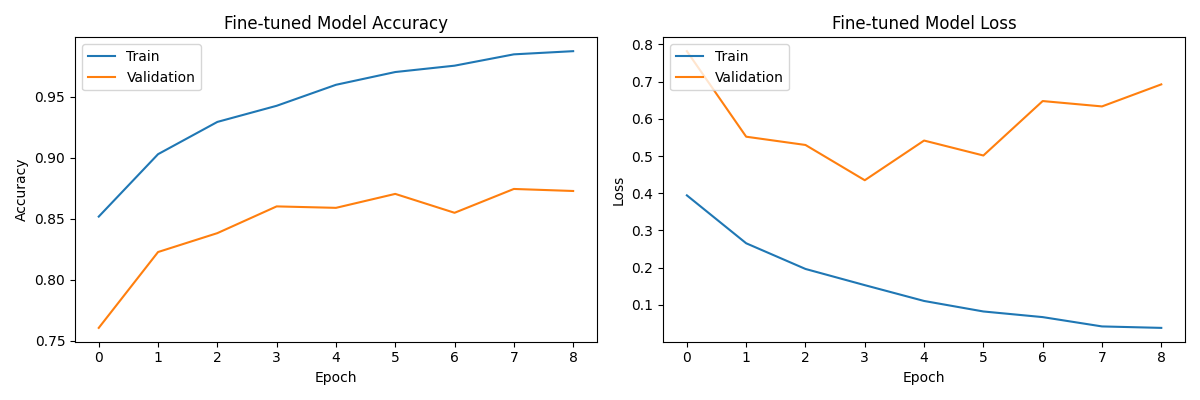 Fine-tuned Model Accuracy
Train
Validation
0.95
0.90
0.85
0.80
0.75
Accuracy
0 1 2 3 4 5 6 7 8
Epoch
Fine-tuned Model Loss
Train
Validation
0.8
0.7
0.6
0.5
0.4
0.3
0.2
0.1
Loss
0 1 2 3 4 5 6 7 8
Epoch